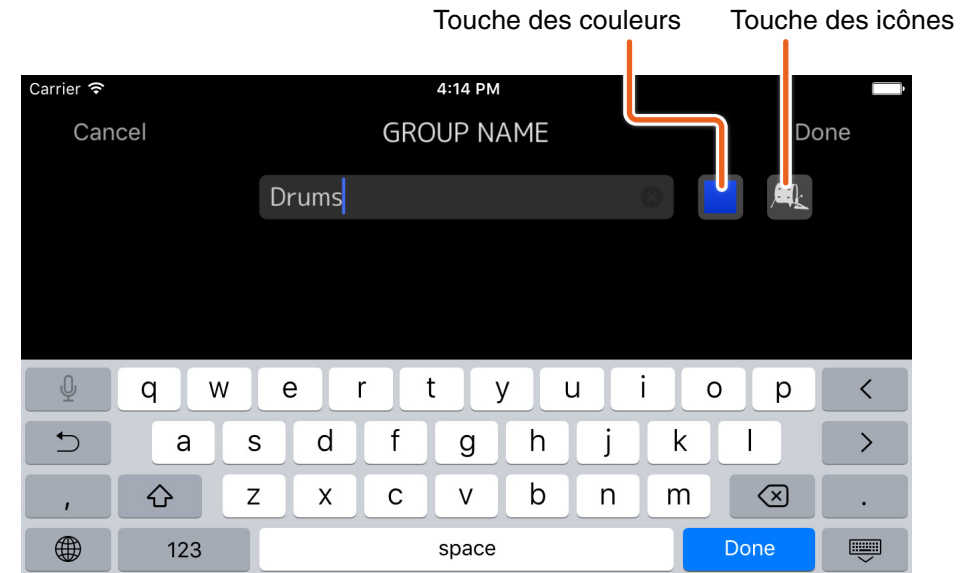 Touche des couleurs Touche des icônes
Carrier 4:14 PM
Cancel GROUP NAME Done
Drums
q w e r t y u i o p <
a s d f g h j k l >
, z x c v b n m .
123 space Done